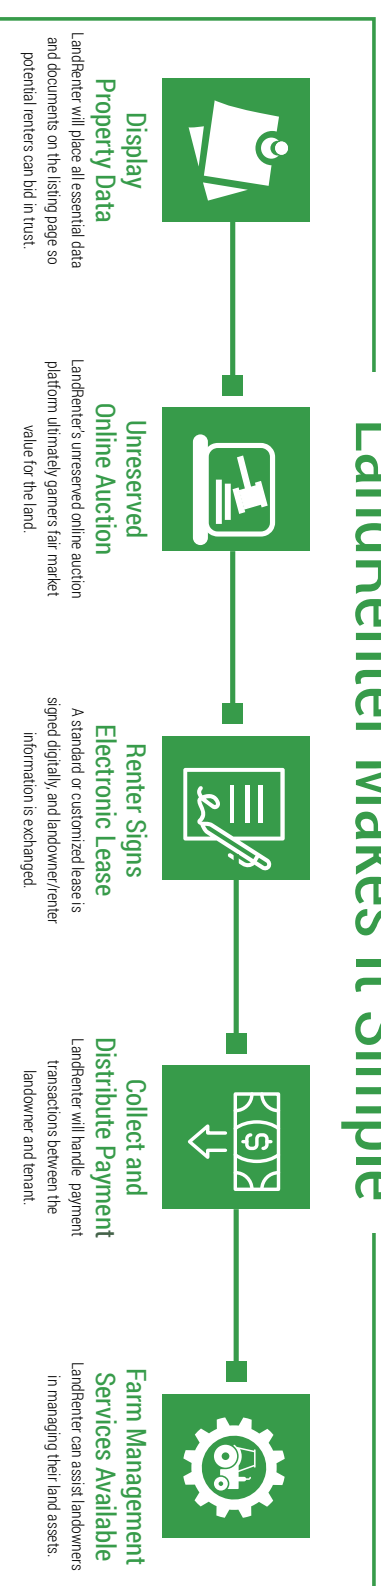 LandRenter Makes It Simple
Display
Property Data
LandRenter will place all essential data
and documents on the listing page so
potential renters can bid in trust.
Unreserved
Online Auction
LandRenter's unreserved online auction
platform ultimately garners fair market
value for the land.
Renter Signs
Electronic Lease
A standard or customized lease is
signed digitally, and landowner/renter
information is exchanged.
Collect and
Distribute Payment
LandRenter will handle payment
transactions between the
landowner and tenant.
Farm Management
Services Available
LandRenter can assist landowners
in managing their land assets.